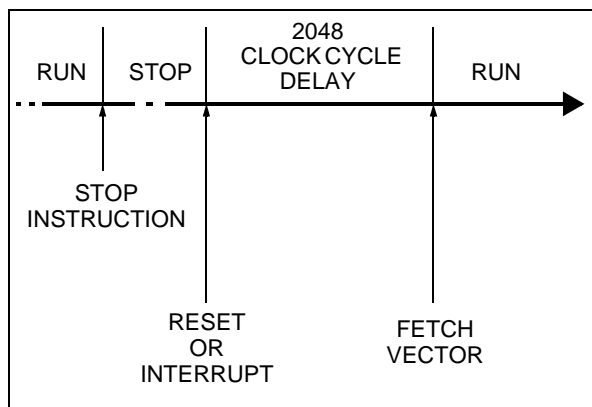 RUN
STOP
2048
CLOCK CYCLE
DELAY
RUN
STOP
INSTRUCTION
RESET
OR
INTERRUPT
FETCH
VECTOR